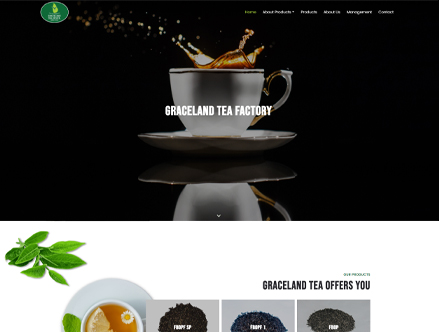 Home About Products Products About Us Management Contact
GRACELAND TEA FACTORY
OUR PRODUCTS
GRACELAND TEA OFFERS YOU
FBOPF SP FBOPF 1 FBOP